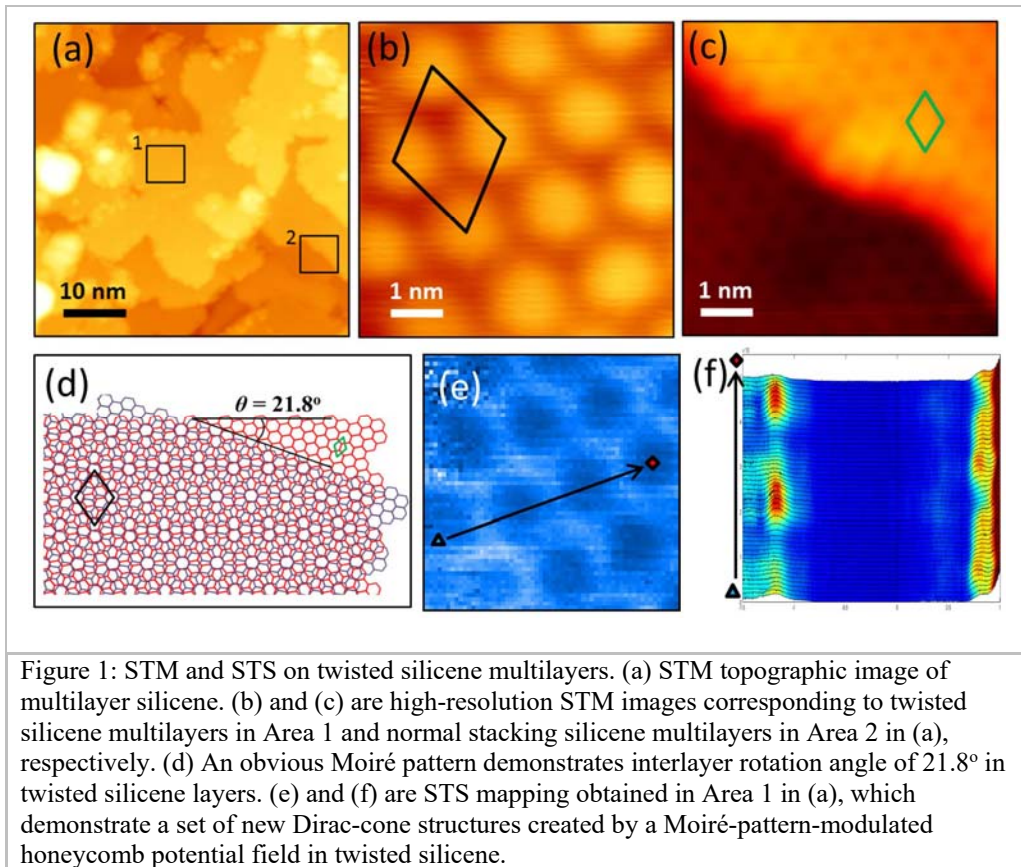 (a)
1
2
10 nm
(b)
1 nm
(c)
1 nm
(d)
θ = 21.8°
(e)
(f)
Figure 1: STM and STS on twisted silicene multilayers. (a) STM topographic image of
multilayer silicene. (b) and (c) are high-resolution STM images corresponding to twisted
silicene multilayers in Area 1 and normal stacking silicene multilayers in Area 2 in (a),
respectively. (d) An obvious Moiré pattern demonstrates interlayer rotation angle of 21.8° in
twisted silicene layers. (e) and (f) are STS mapping obtained in Area 1 in (a), which
demonstrate a set of new Dirac-cone structures created by a Moiré-pattern-modulated
honeycomb potential field in twisted silicene.